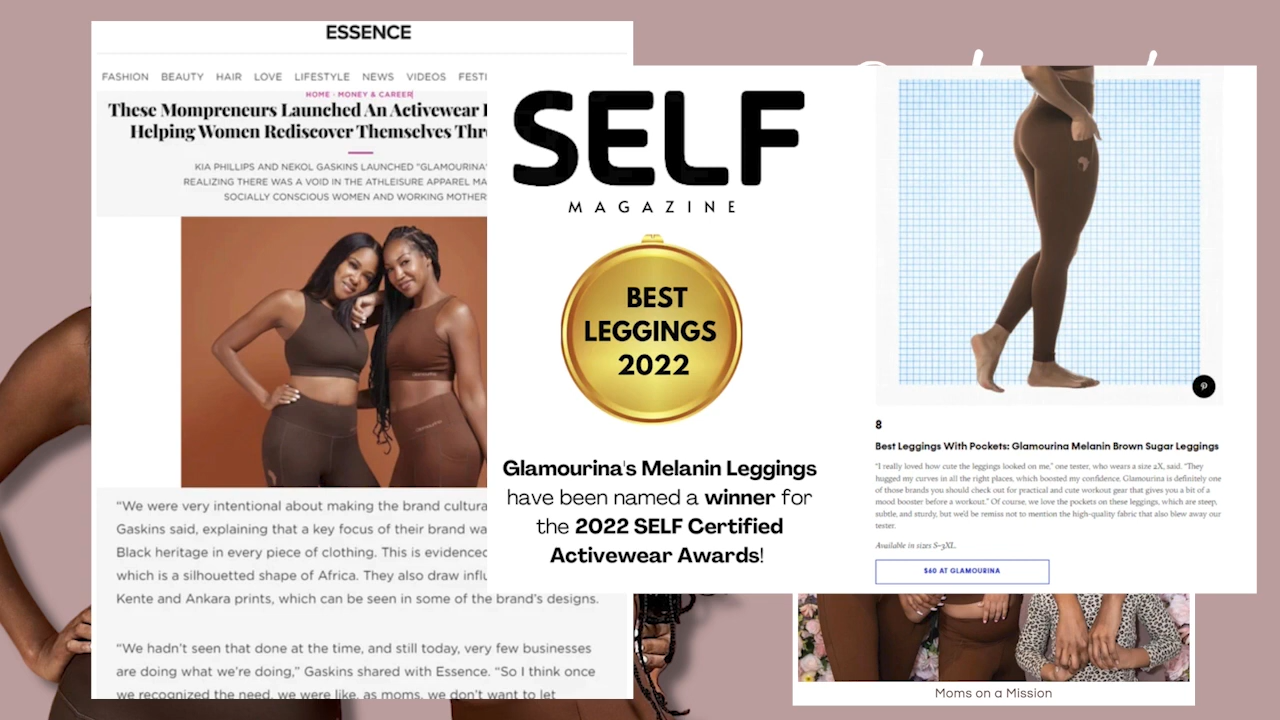 ESSENCE
FASHION BEAUTY HAIR LOVE LIFESTYLE NEWS VIDEOS
HOME · MONEY & CAREER
These Mompreneurs Launched An Activewear
Helping Women Rediscover Themselves
KIA PHILLIPS AND NEKOL GASKINS LAUNCHED "GLAMOURINA"
REALIZING THERE WAS A VOID IN THE ATHLEISURE APPAREL
SOCIALLY CONSCIOUS WOMEN AND WORKING MOTHER
“We were very intentional about making the brand
Gaskins said, explaining that a key focus of their brand
Black heritage in every piece of clothing. This is evidenced
which is a silhouetted shape of Africa. They also draw
Kente and Ankara prints, which can be seen in some of the brand’s designs.
“We hadn’t seen that done at the time, and still today, very few businesses
are doing what we’re doing,” Gaskins shared with Essence. “So I think once
we recognized the need, we were like, as moms, we don’t want to let
SELF
MAGAZINE
BEST
LEGGINGS
2022
Glamourina's Melanin Leggings
have been named a winner for
the 2022 SELF Certified
Activewear Awards!
8
Best Leggings With Pockets: Glamourina Melanin Brown Sugar Leggings
“I really loved how cute the leggings looked on me,” one tester, who wears a size 2X, said. “They
hugged my curves in all the right places, which boosted my confidence. Glamourina is definitely one
of those brands you should check out for practical and cute workout gear that gives you a bit of a
mood booster before a workout.” Of course, we love the pockets on these leggings, which are steep,
subtle, and sturdy, but we’d be remiss not to mention the high-quality fabric that also blew away our
tester.
Available in sizes S–3XL.
$60 AT GLAMOURINA
Moms on a Mission